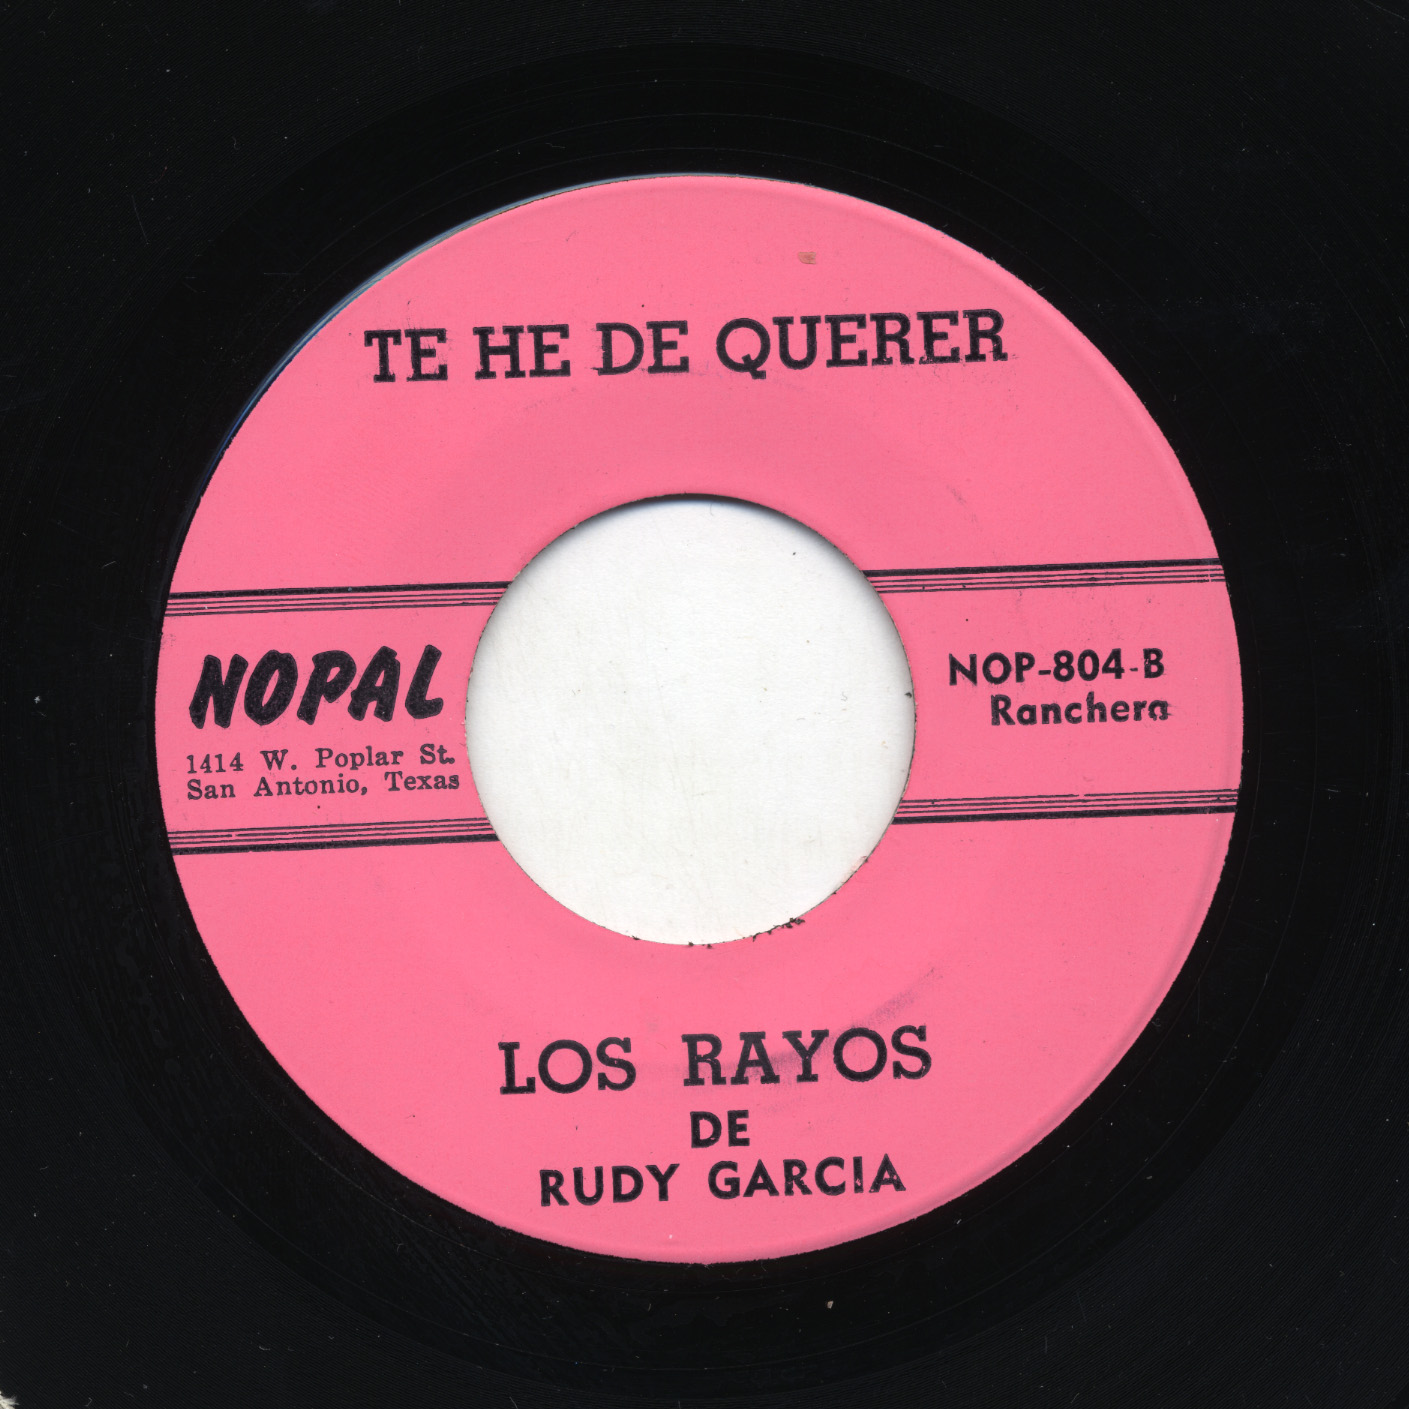 TE HE DE QUERER
NOPAL
1414 W. Poplar St.
San Antonio, Texas
NOP-804-B
Ranchera
LOS RAYOS
DE
RUDY GARCIA